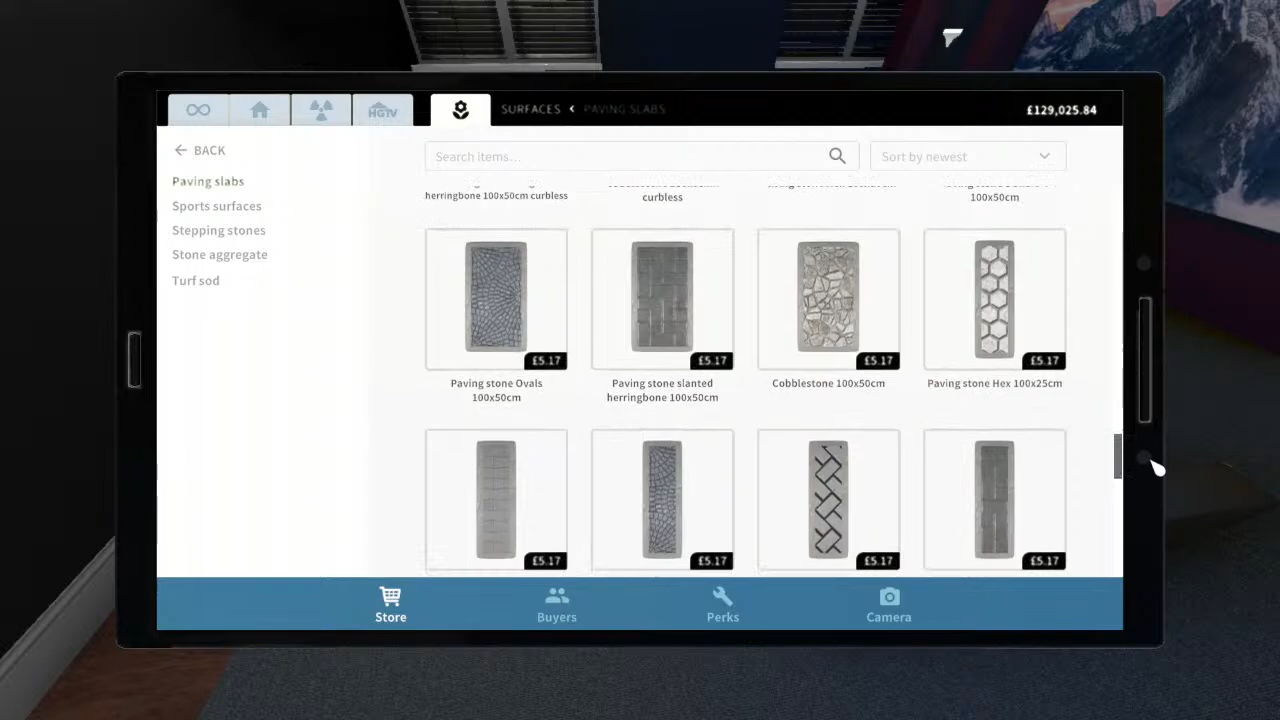 HGTV
SURFACES < PAVING SLABS
£129,025.84
BACK
Search items...
Sort by newest
Paving slabs
Sports surfaces
Stepping stones
Stone aggregate
Turf sod
herringbone 100x50cm curbless
curbless
100x50cm
£5.17
£5.17
£5.17
£5.17
Paving stone Ovals
100x50cm
Paving stone slanted
herringbone 100x50cm
Cobblestone 100x50cm
Paving stone Hex 100x25cm
£5.17
£5.17
£5.17
£5.17
Store
Buyers
Perks
Camera